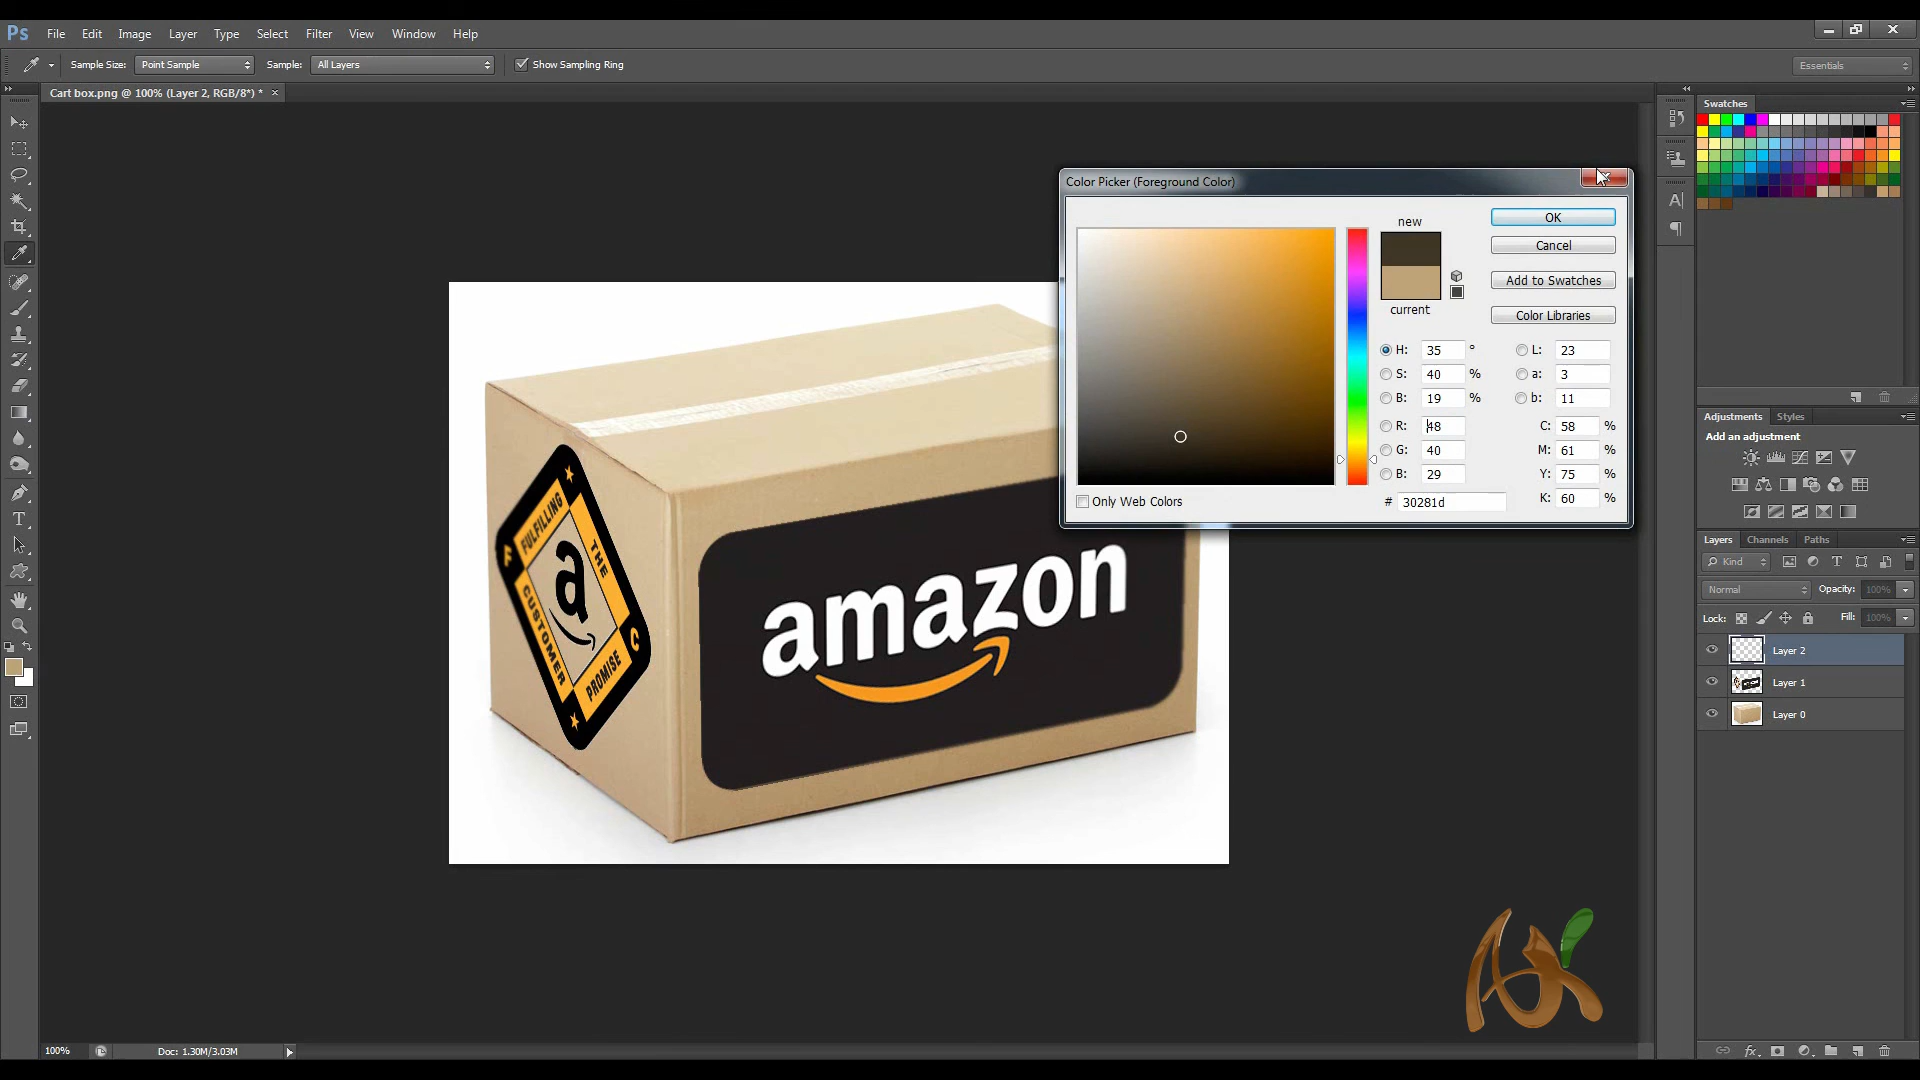 Ps File Edit Image Layer Type Select Filter View Window Help
Sample Size: Point Sample Sample: All Layers Show Sampling Ring Essentials
Cart box.png @ 100% (Layer 2, RGB/8*) * ×
Swatches
Color Picker (Foreground Color)
new
current
OK
Cancel
Add to Swatches
Color Libraries
H: 35 ° L: 23
S: 40 % a: 3
B: 19 % b: 11
R: 48 C: 58 %
G: 40 M: 61 %
B: 29 Y: 75 %
# 30281d K: 60 %
Only Web Colors
Adjustments Styles
Add an adjustment
Layers Channels Paths
Kind
Normal Opacity: 100%
Lock: Fill: 100%
Layer 2
Layer 1
Layer 0
F FULFILLING
THE
a
CUSTOMER
C
PROMISE
amazon
AK
100% Doc: 1.30M/3.03M